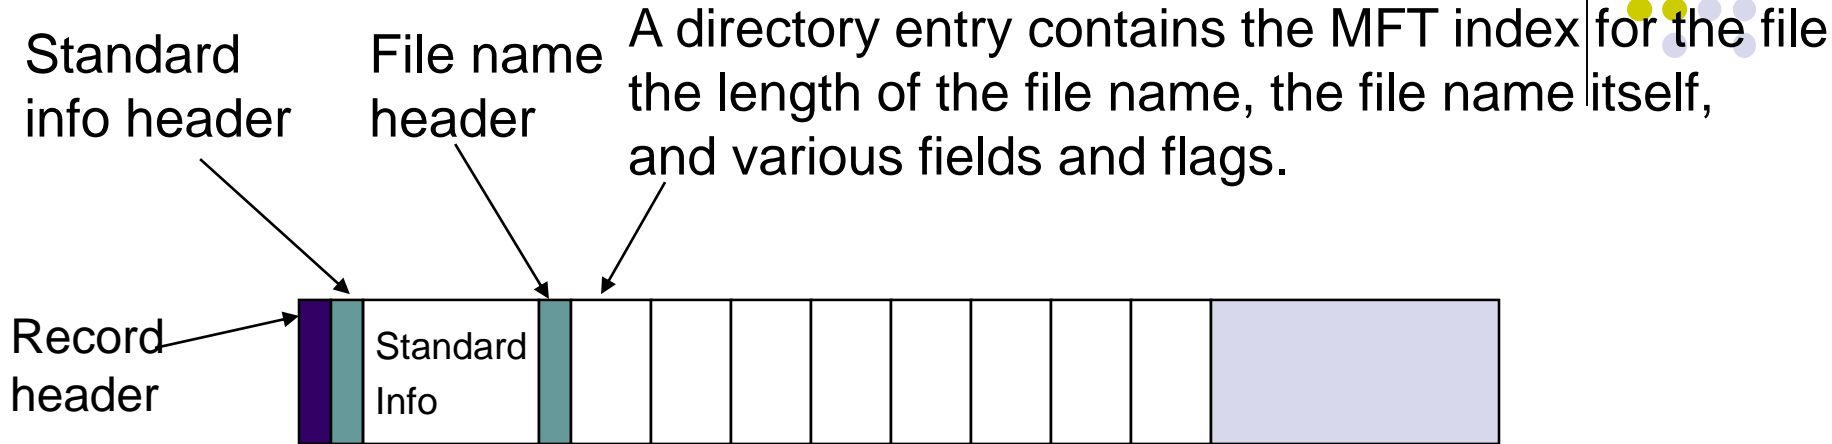 Standard
info header
File name
header
A directory entry contains the MFT index for the file
the length of the file name, the file name itself,
and various fields and flags.
Record
header
Standard
Info